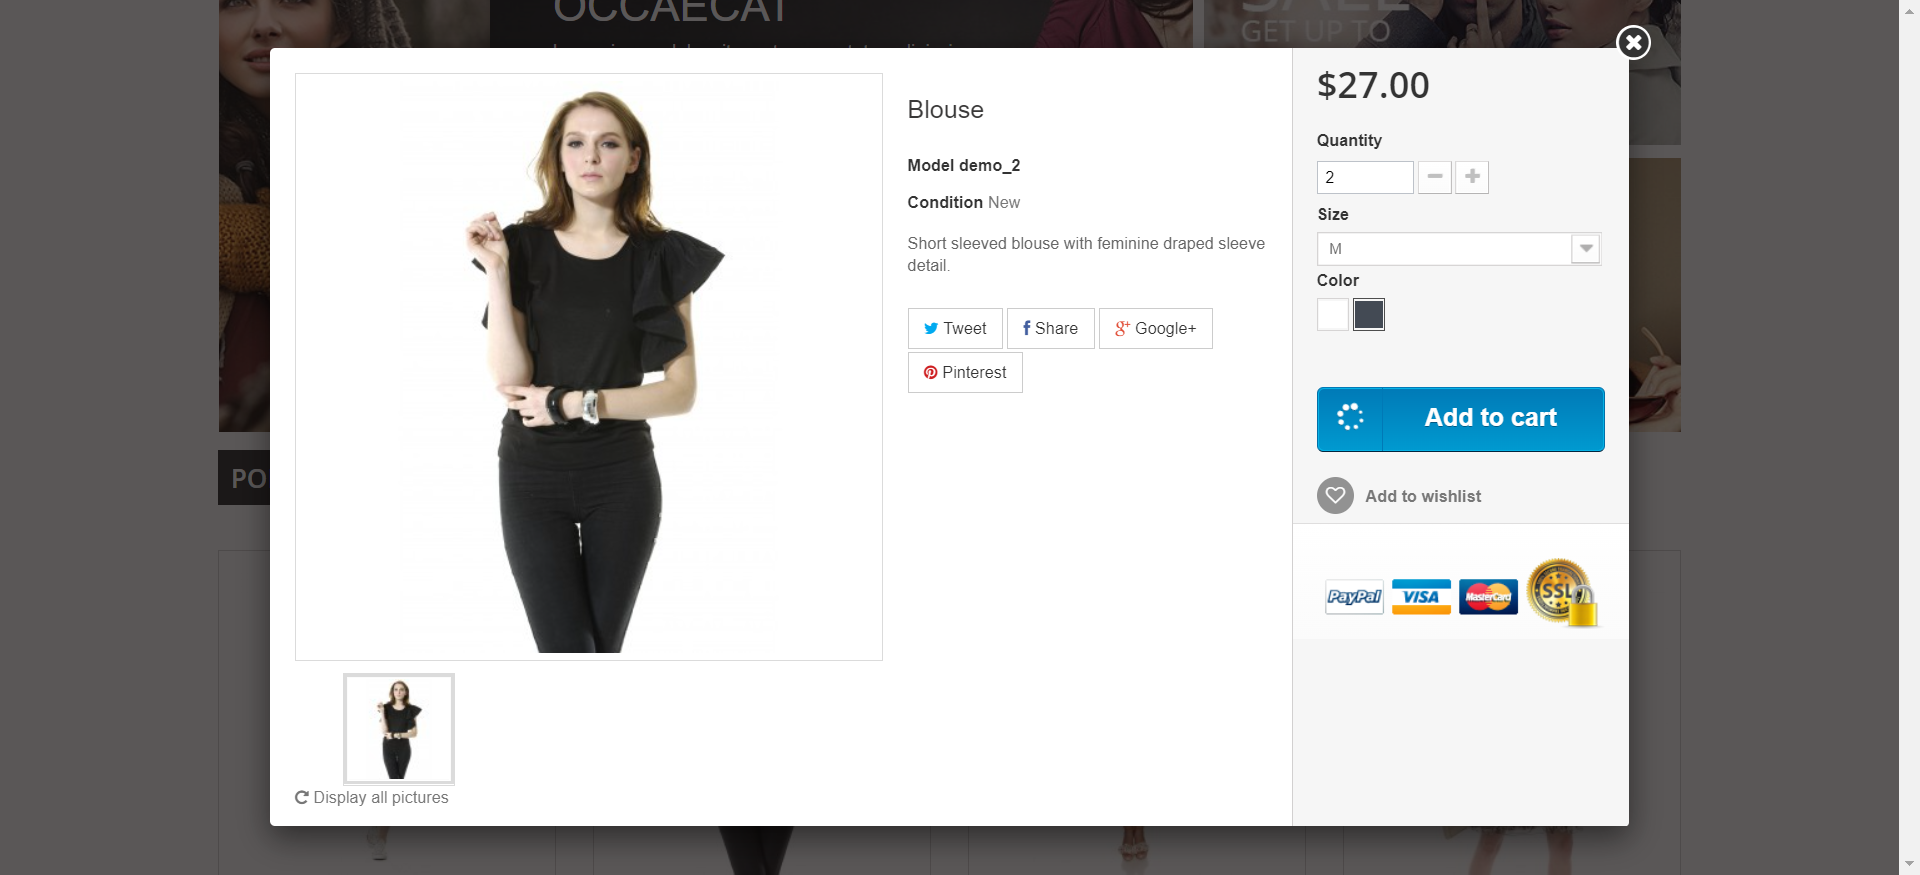 OCCAECAT
GET UP TO
$27.00
Blouse
Quantity
Model demo_2
2
Condition New
Size
Short sleeved blouse with feminine draped sleeve
detail.
M
Color
Tweet
Share
Google+
Pinterest
Add to cart
PO
Add to wishlist
PayPal
VISA
MasterCard
SSL
Display all pictures